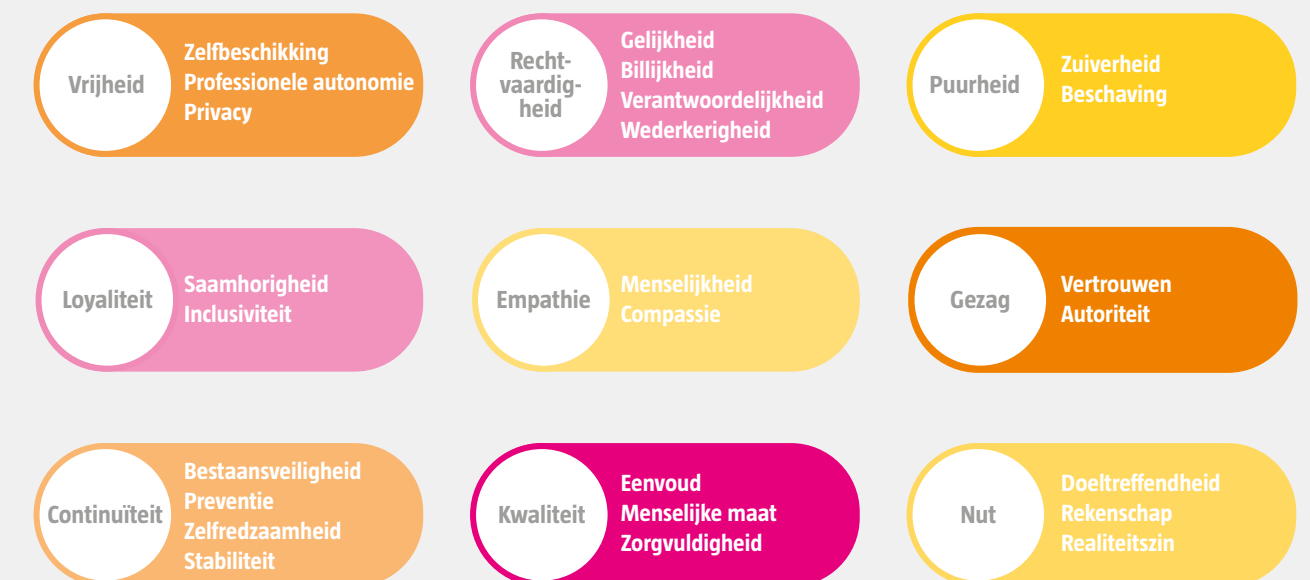 Vrijheid
Zelfbeschikking
Professionele autonomie
Privacy
Recht-
vaardig-
heid
Gelijkheid
Billijkheid
Verantwoordelijkheid
Wederkerigheid
Puurheid
Zuiverheid
Beschaving
Loyaliteit
Saamhorigheid
Inclusiviteit
Empathie
Menselijkheid
Compassie
Gezag
Vertrouwen
Autoriteit
Continuïteit
Bestaansveiligheid
Preventie
Zelfredzaamheid
Stabiliteit
Kwaliteit
Eenvoud
Menselijke maat
Zorgvuldigheid
Nut
Doeltreffendheid
Rekenschap
Realiteitszin